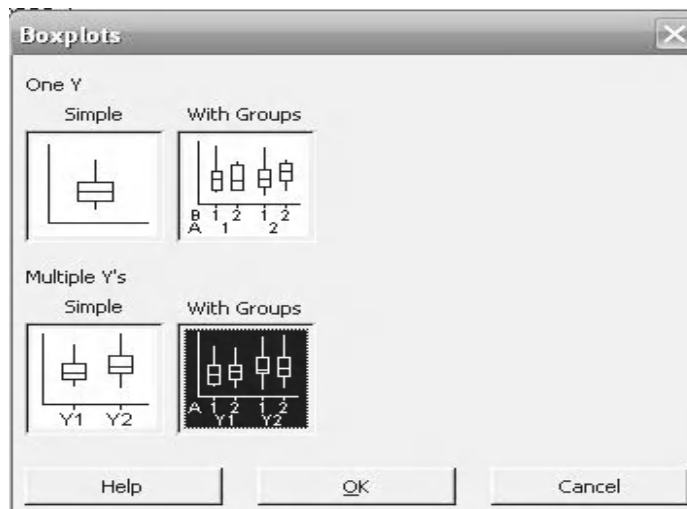 Boxplots
One Y
Simple With Groups
B 1 2 1 2
A 1 2
Multiple Y's
Simple With Groups
Y1 Y2
A 1 2 1 2
Y1 Y2
Help OK Cancel